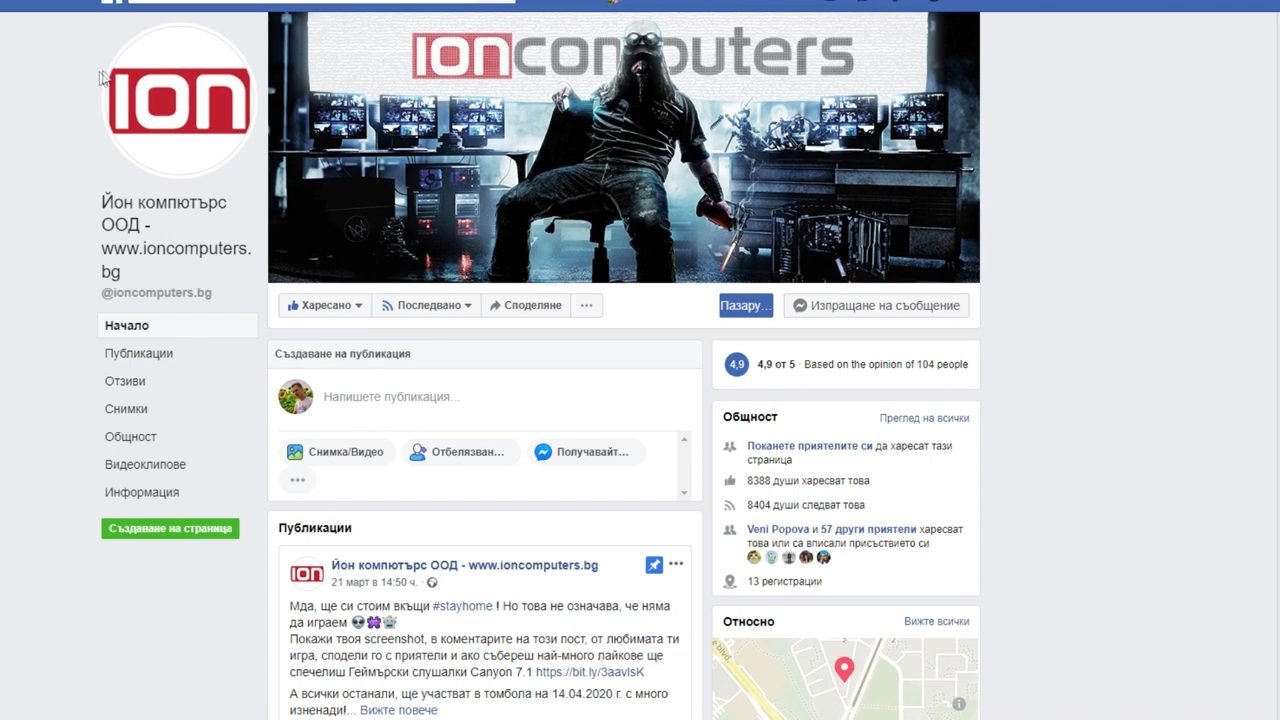 ion
ioncomputers
Йон компютърс
ООД -
www.ioncomputers.
bg
@ioncomputers.bg
Начало
Публикации
Отзиви
Снимки
Общност
Видеоклипове
Информация
Създаване на страница
Харесано
Последвано
Споделяне
Пазару...
Изпращане на съобщение
Създаване на публикация
Напишете публикация...
Снимка/Видео
Отбелязван...
Получавайт...
Публикации
ion
Йон компютърс ООД - www.ioncomputers.bg
21 март в 14:50 ч. ·
Мда, ще си стоим вкъщи #stayhome ! Но това не означава, че няма
да играем
Покажи твоя screenshot, в коментарите на този пост, от любимата ти
игра, сподели го с приятели и ако събереш най-много лайкове ще
спечелиш Геймърски слушалки Canyon 7.1 https://bit.ly/3aavIsK
А всички останали, ще участват в томбола на 14.04.2020 г. с много
изненади!... Вижте повече
4,9
4,9 от 5 · Based on the opinion of 104 people
Общност
Преглед на всички
Поканете приятелите си да харесат тази
страница
8388 души харесват това
8404 души следват това
Veni Popova и 57 други приятели харесват
това или са вписали присъствието си
13 регистрации
Относно
Вижте всички
e blvd.